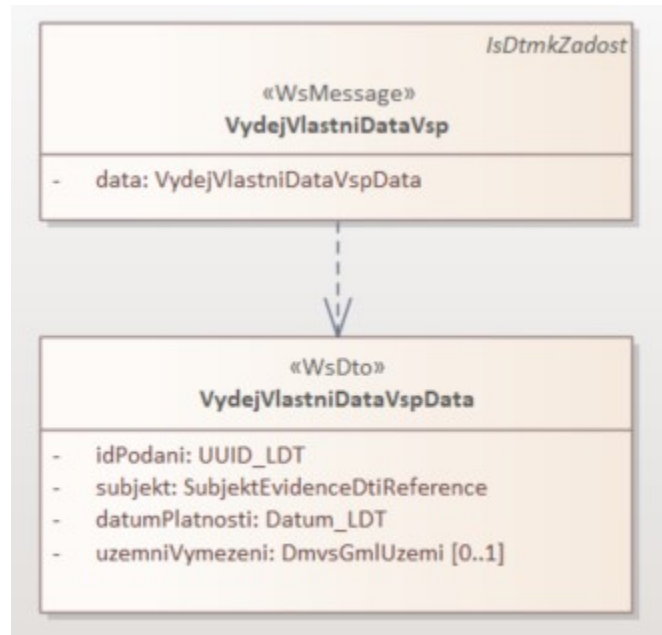 IsDtmkZadost
«WsMessage»
VydejVlastniDataVsp
- data: VydejVlastniDataVspData
«WsDto»
VydejVlastniDataVspData
- idPodani: UUID_LDT
- subjekt: SubjektEvidenceDtiReference
- datumPlatnosti: Datum_LDT
- uzemniVymezeni: DmvsGmlUzemi [0..1]